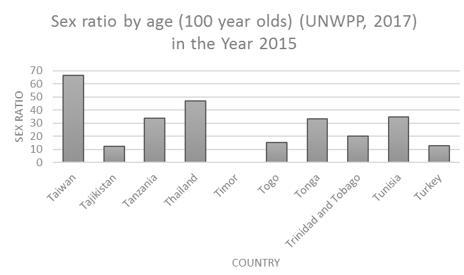 Sex ratio by age (100 year olds) (UNWPP, 2017)
in the Year 2015
SEX RATIO
70
60
50
40
30
20
10
0
Taiwan
Tajikistan
Tanzania
Thailand
Timor
Togo
Tonga
Trinidad and Tobago
Tunisia
Turkey
COUNTRY